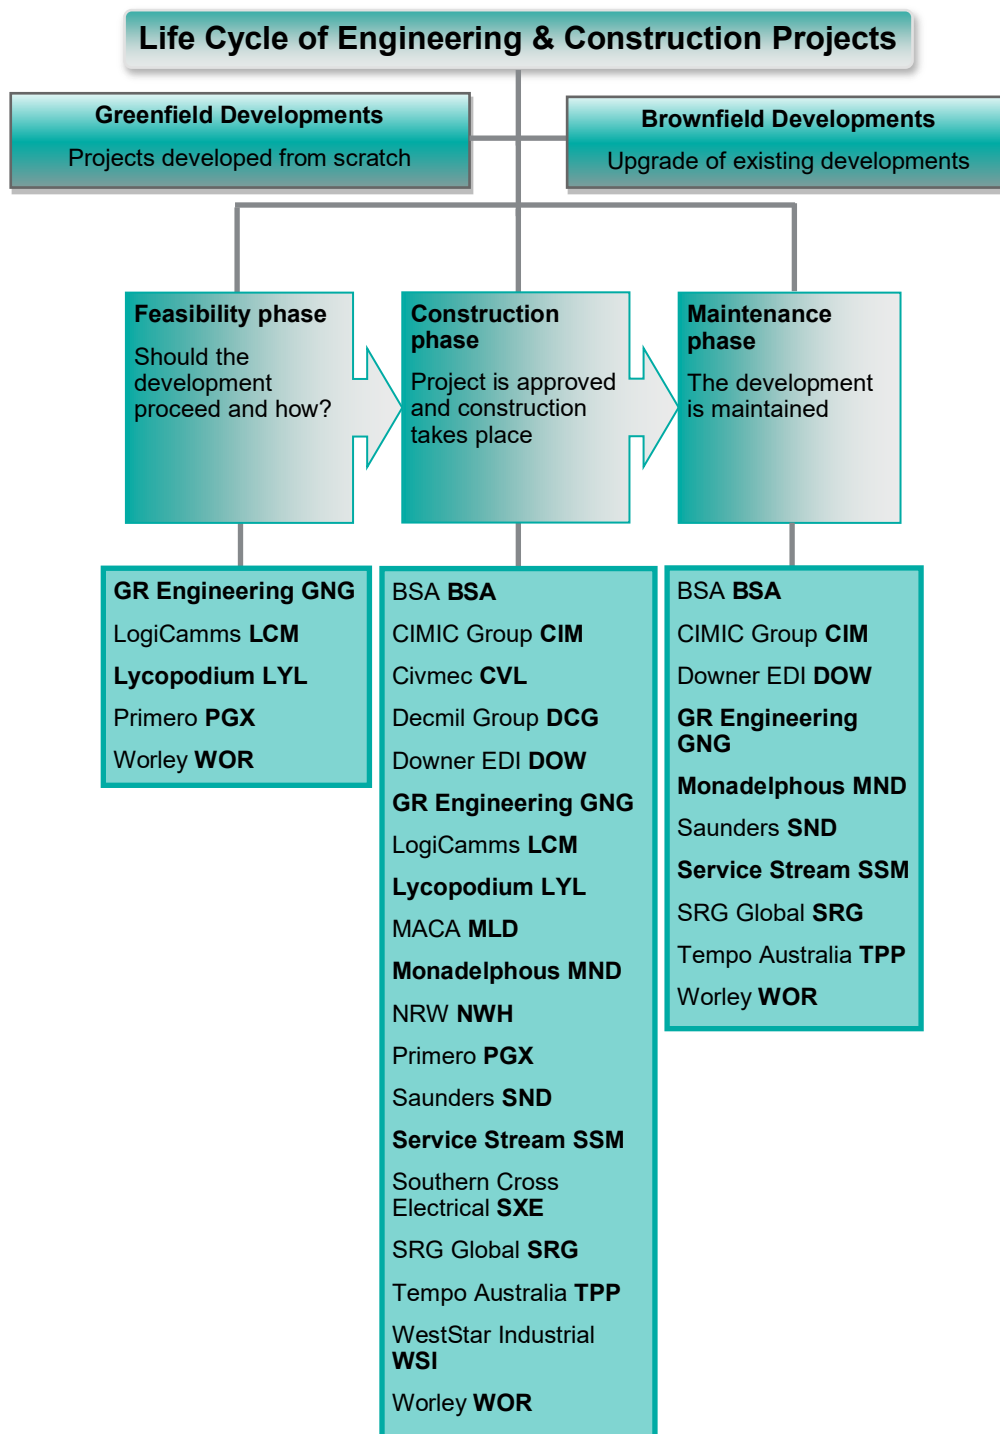 Life Cycle of Engineering & Construction Projects
Greenfield Developments
Projects developed from scratch
Brownfield Developments
Upgrade of existing developments
Feasibility phase
Should the
development
proceed and how?
Construction
phase
Project is approved
and construction
takes place
Maintenance
phase
The development
is maintained
GR Engineering GNG
LogiCamms LCM
Lycopodium LYL
Primero PGX
Worley WOR
BSA BSA
CIMIC Group CIM
Civmec CVL
Decmil Group DCG
Downer EDI DOW
GR Engineering GNG
LogiCamms LCM
Lycopodium LYL
MACA MLD
Monadelphous MND
NRW NWH
Primero PGX
Saunders SND
Service Stream SSM
Southern Cross
Electrical SXE
SRG Global SRG
Tempo Australia TPP
WestStar Industrial
WSI
Worley WOR
BSA BSA
CIMIC Group CIM
Downer EDI DOW
GR Engineering
GNG
Monadelphous MND
Saunders SND
Service Stream SSM
SRG Global SRG
Tempo Australia TPP
Worley WOR